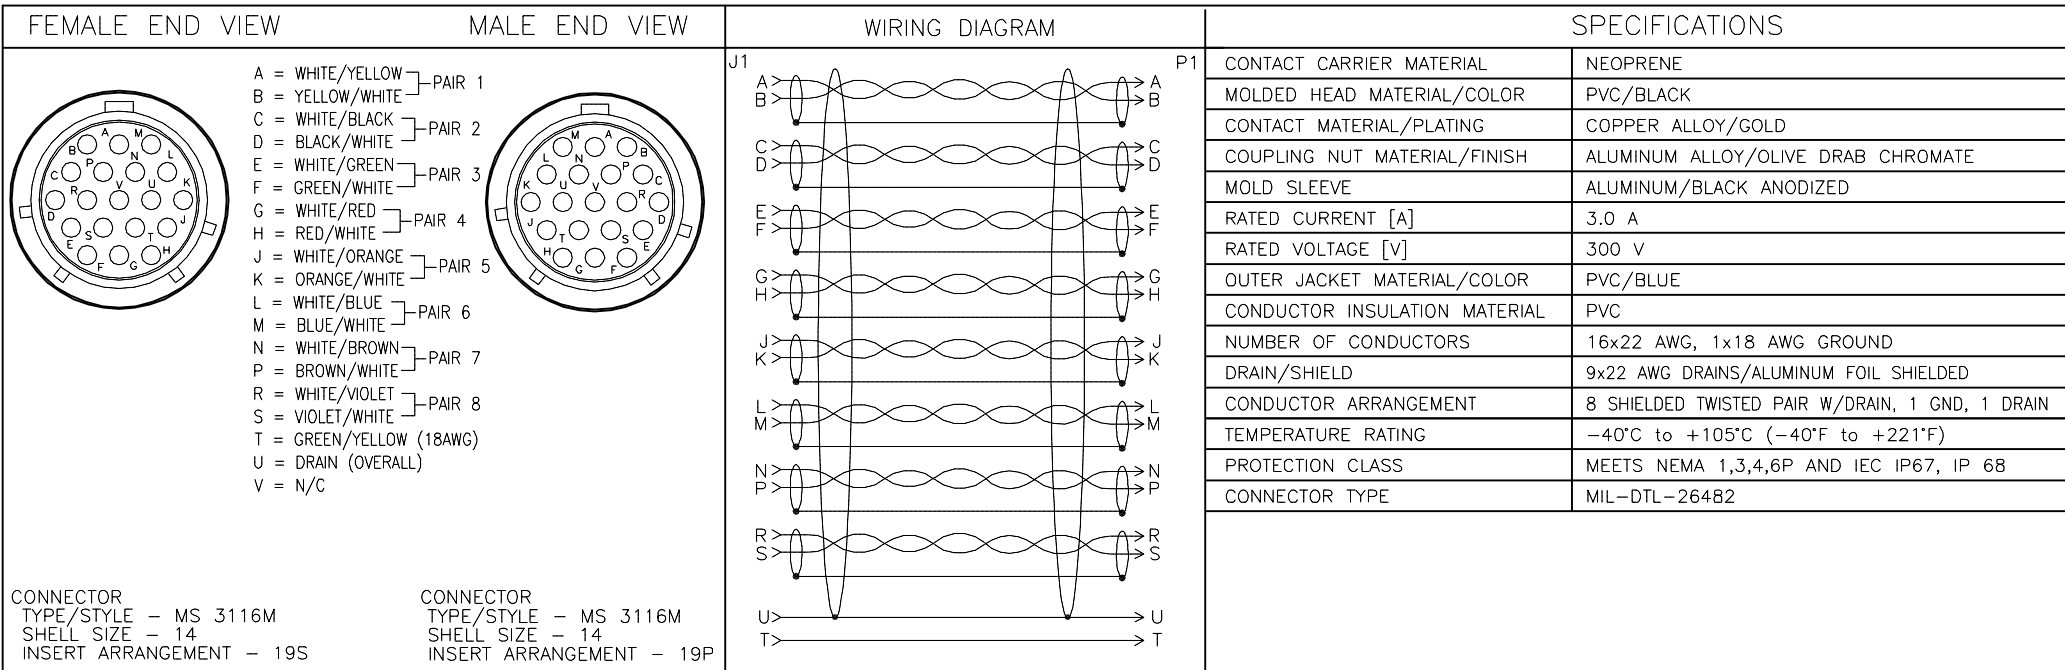 FEMALE END VIEW
MALE END VIEW
A = WHITE/YELLOW
B = YELLOW/WHITE
PAIR 1
C = WHITE/BLACK
D = BLACK/WHITE
PAIR 2
E = WHITE/GREEN
F = GREEN/WHITE
PAIR 3
G = WHITE/RED
H = RED/WHITE
PAIR 4
J = WHITE/ORANGE
K = ORANGE/WHITE
PAIR 5
L = WHITE/BLUE
M = BLUE/WHITE
PAIR 6
N = WHITE/BROWN
P = BROWN/WHITE
PAIR 7
R = WHITE/VIOLET
S = VIOLET/WHITE
PAIR 8
T = GREEN/YELLOW (18AWG)
U = DRAIN (OVERALL)
V = N/C
A M
B P N L
C R V U K
D J
E S T H
F G
M A
L N P B
K U V R C
J D
H T S E
G F
CONNECTOR
TYPE/STYLE – MS 3116M
SHELL SIZE – 14
INSERT ARRANGEMENT – 19S
CONNECTOR
TYPE/STYLE – MS 3116M
SHELL SIZE – 14
INSERT ARRANGEMENT – 19P
WIRING DIAGRAM
J1 P1
A A
B B
C C
D D
E E
F F
G G
H H
J J
K K
L L
M M
N N
P P
R R
S S
U U
T T
SPECIFICATIONS
CONTACT CARRIER MATERIAL NEOPRENE
MOLDED HEAD MATERIAL/COLOR PVC/BLACK
CONTACT MATERIAL/PLATING COPPER ALLOY/GOLD
COUPLING NUT MATERIAL/FINISH ALUMINUM ALLOY/OLIVE DRAB CHROMATE
MOLD SLEEVE ALUMINUM/BLACK ANODIZED
RATED CURRENT [A] 3.0 A
RATED VOLTAGE [V] 300 V
OUTER JACKET MATERIAL/COLOR PVC/BLUE
CONDUCTOR INSULATION MATERIAL PVC
NUMBER OF CONDUCTORS 16x22 AWG, 1x18 AWG GROUND
DRAIN/SHIELD 9x22 AWG DRAINS/ALUMINUM FOIL SHIELDED
CONDUCTOR ARRANGEMENT 8 SHIELDED TWISTED PAIR W/DRAIN, 1 GND, 1 DRAIN
TEMPERATURE RATING –40°C to +105°C (–40°F to +221°F)
PROTECTION CLASS MEETS NEMA 1,3,4,6P AND IEC IP67, IP 68
CONNECTOR TYPE MIL–DTL–26482